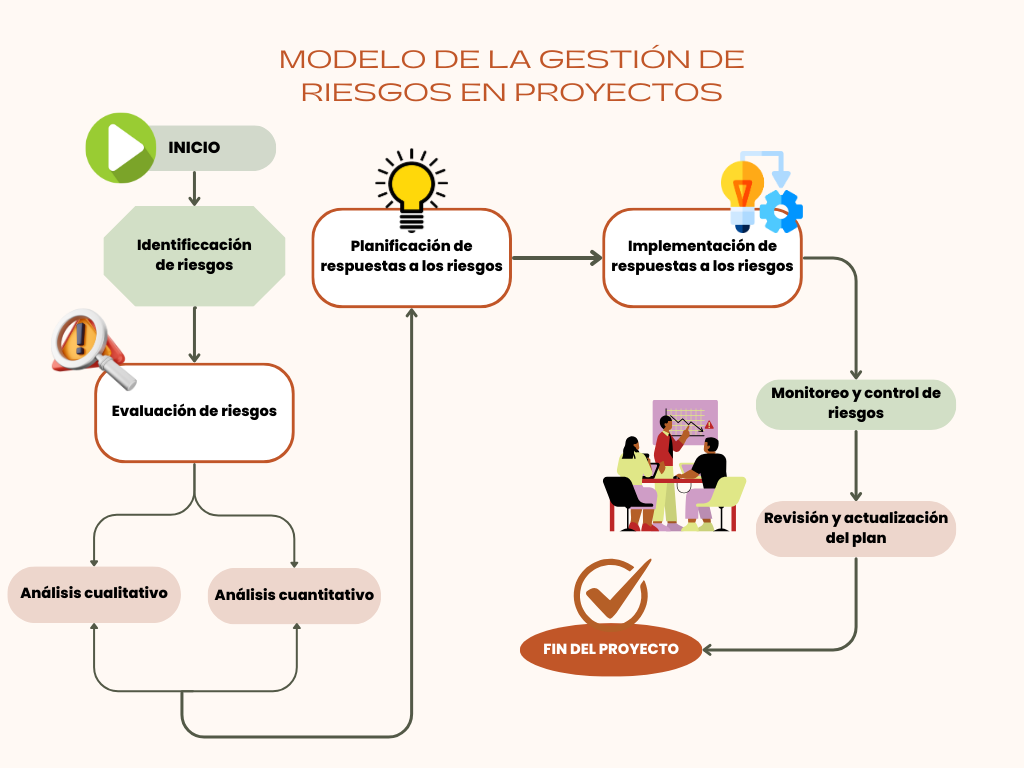 MODELO DE LA GESTIÓN DE
RIESGOS EN PROYECTOS
INICIO
Identificcación
de riesgos
Evaluación de riesgos
Análisis cualitativo
Análisis cuantitativo
Planificación de
respuestas a los riesgos
Implementación de
respuestas a los riesgos
Monitoreo y control de
riesgos
Revisión y actualización
del plan
FIN DEL PROYECTO